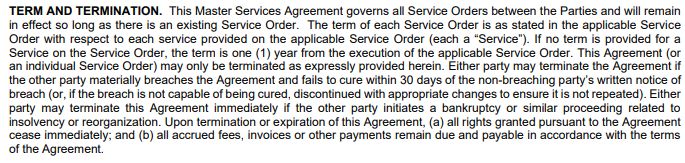 TERM AND TERMINATION. This Master Services Agreement governs all Service Orders between the Parties and will remain
in effect so long as there is an existing Service Order. The term of each Service Order is as stated in the applicable Service
Order with respect to each service provided on the applicable Service Order (each a “Service”). If no term is provided for a
Service on the Service Order, the term is one (1) year from the execution of the applicable Service Order. This Agreement (or
an individual Service Order) may only be terminated as expressly provided herein. Either party may terminate the Agreement if
the other party materially breaches the Agreement and fails to cure within 30 days of the non-breaching party’s written notice of
breach (or, if the breach is not capable of being cured, discontinued with appropriate changes to ensure it is not repeated). Either
party may terminate this Agreement immediately if the other party initiates a bankruptcy or similar proceeding related to
insolvency or reorganization. Upon termination or expiration of this Agreement, (a) all rights granted pursuant to the Agreement
cease immediately; and (b) all accrued fees, invoices or other payments remain due and payable in accordance with the terms
of the Agreement.